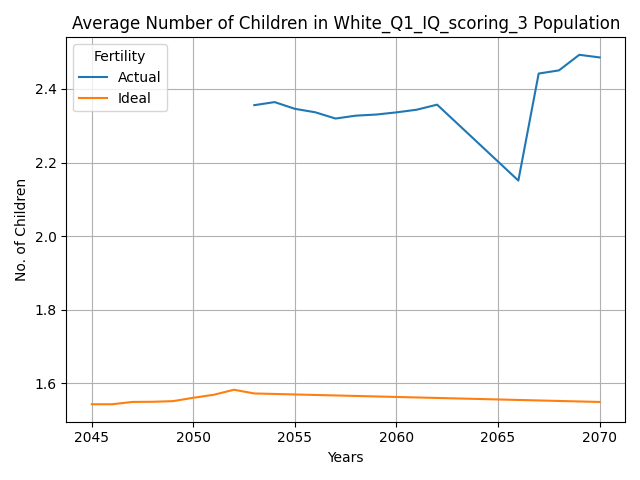 Average Number of Children in White_Q1_IQ_scoring_3 Population
Fertility
Actual
Ideal
No. of Children
2.4
2.2
2.0
1.8
1.6
2045 2050 2055 2060 2065 2070
Years